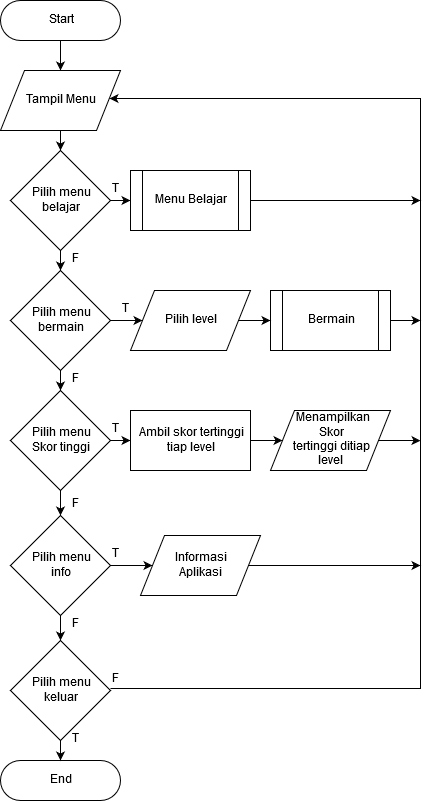 Start
Tampil Menu
Pilih menu
belajar
T
Menu Belajar
F
Pilih menu
bermain
T
Pilih level
Bermain
F
Pilih menu
Skor tinggi
T
Ambil skor tertinggi
tiap level
Menampilkan
Skor
tertinggi ditiap
level
F
Pilih menu
info
T
Informasi
Aplikasi
F
Pilih menu
keluar
F
T
End